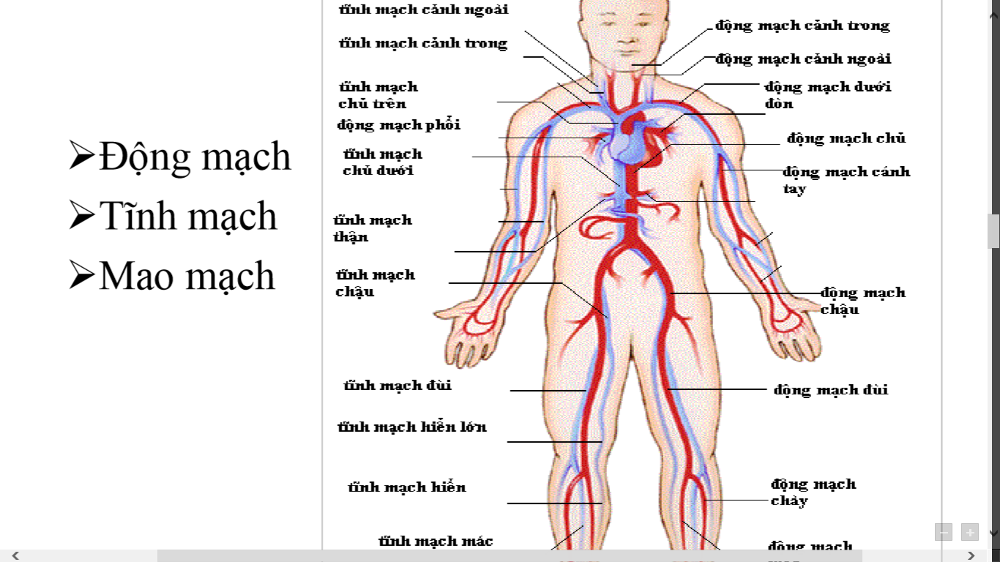 Động mạch
Tĩnh mạch
Mao mạch
tĩnh mạch cảnh ngoài
tĩnh mạch cảnh trong
tĩnh mạch
chủ trên
động mạch phổi
tĩnh mạch
chủ dưới
tĩnh mạch
thận
tĩnh mạch
chậu
tĩnh mạch đùi
tĩnh mạch hiển lớn
tĩnh mạch hiển
tĩnh mạch mác
động mạch cảnh trong
động mạch cảnh ngoài
động mạch dưới
đòn
động mạch chủ
động mạch cánh
tay
động mạch
chậu
động mạch đùi
động mạch
chày
động mạch